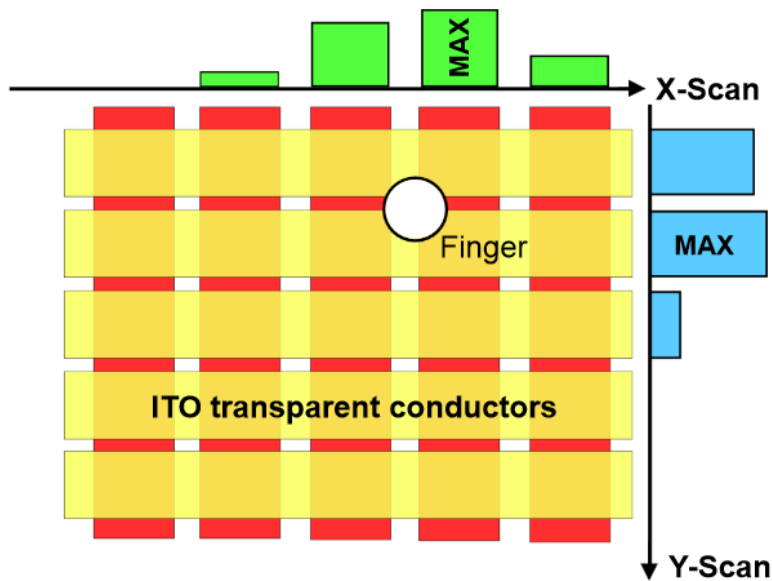 MAX
X-Scan
MAX
Finger
ITO transparent conductors
Y-Scan